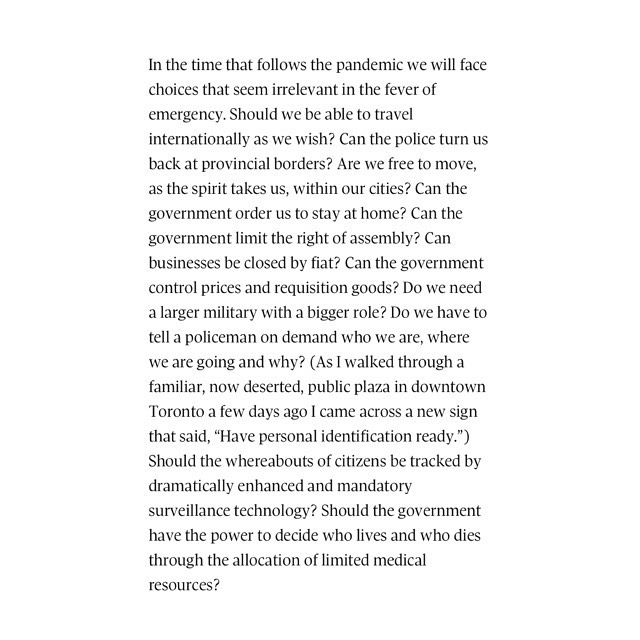 In the time that follows the pandemic we will face
choices that seem irrelevant in the fever of
emergency. Should we be able to travel
internationally as we wish? Can the police turn us
back at provincial borders? Are we free to move,
as the spirit takes us, within our cities? Can the
government order us to stay at home? Can the
government limit the right of assembly? Can
businesses be closed by fiat? Can the government
control prices and requisition goods? Do we need
a larger military with a bigger role? Do we have to
tell a policeman on demand who we are, where
we are going and why? (As I walked through a
familiar, now deserted, public plaza in downtown
Toronto a few days ago I came across a new sign
that said, “Have personal identification ready.”)
Should the whereabouts of citizens be tracked by
dramatically enhanced and mandatory
surveillance technology? Should the government
have the power to decide who lives and who dies
through the allocation of limited medical
resources?